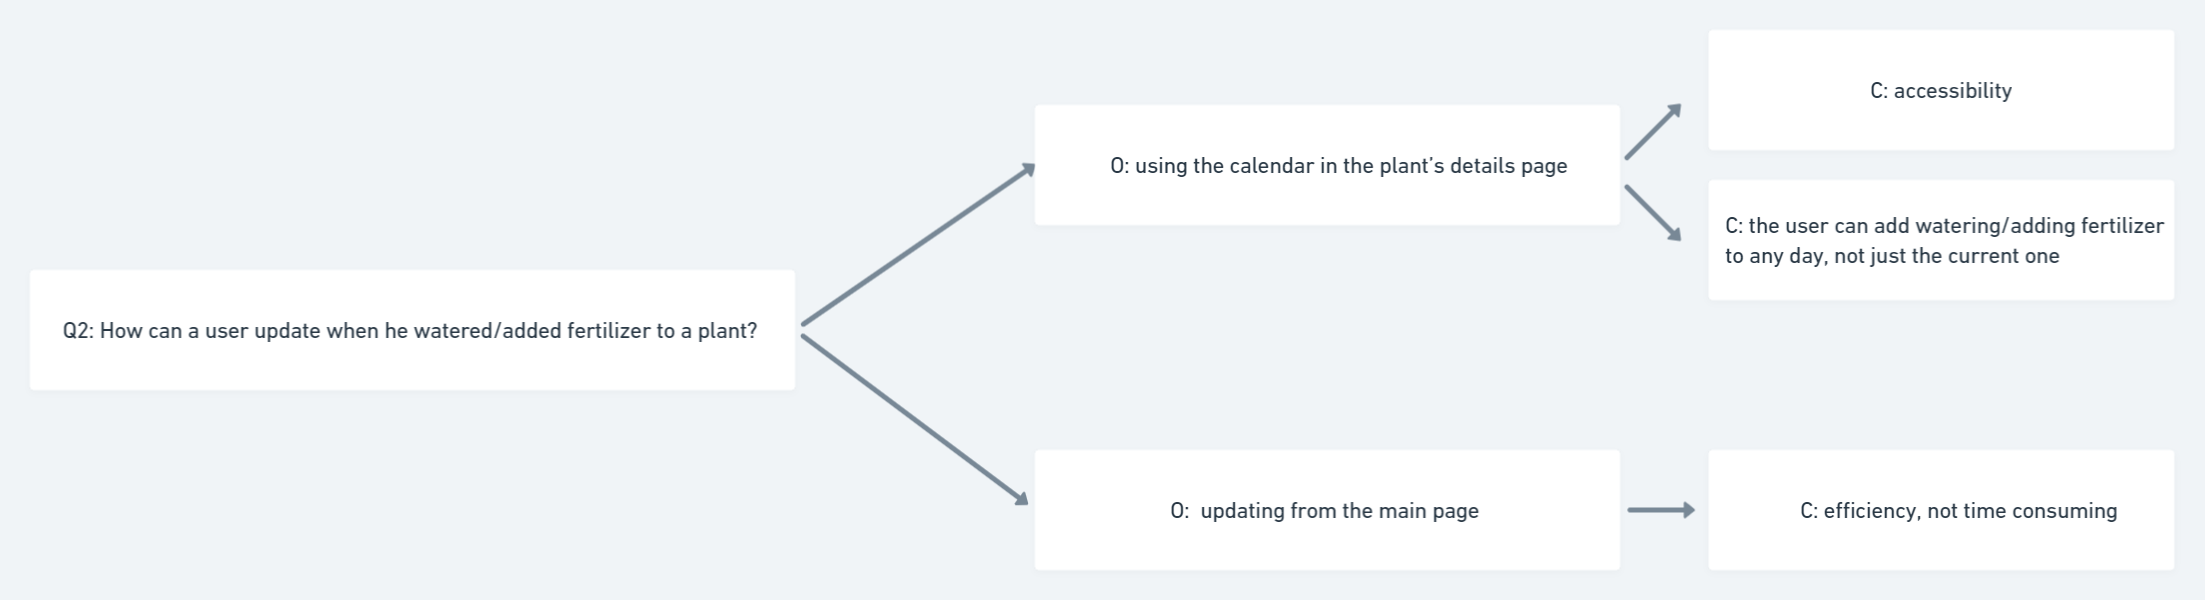 Q2: How can a user update when he watered/added fertilizer to a plant?
O: using the calendar in the plant's details page
C: accessibility
C: the user can add watering/adding fertilizer
to any day, not just the current one
O:  updating from the main page
C: efficiency, not time consuming